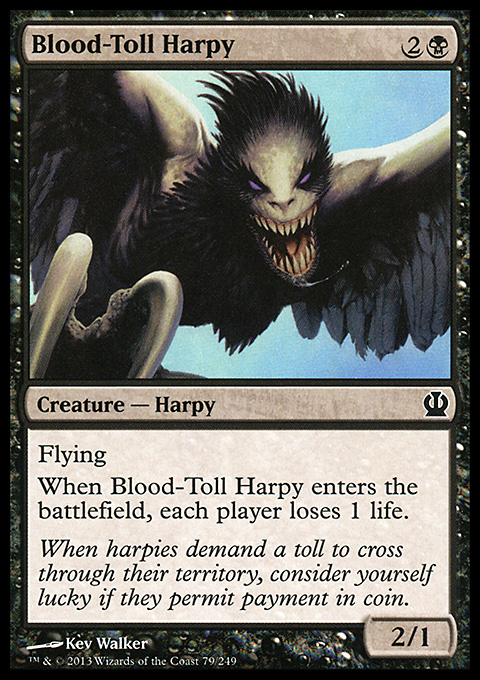 Blood-Toll Harpy 2
Creature — Harpy
Flying
When Blood-Toll Harpy enters the
battlefield, each player loses 1 life.
When harpies demand a toll to cross
through their territory, consider yourself
lucky if they permit payment in coin.
2/1
Kev Walker
™ & © 2013 Wizards of the Coast 79/249